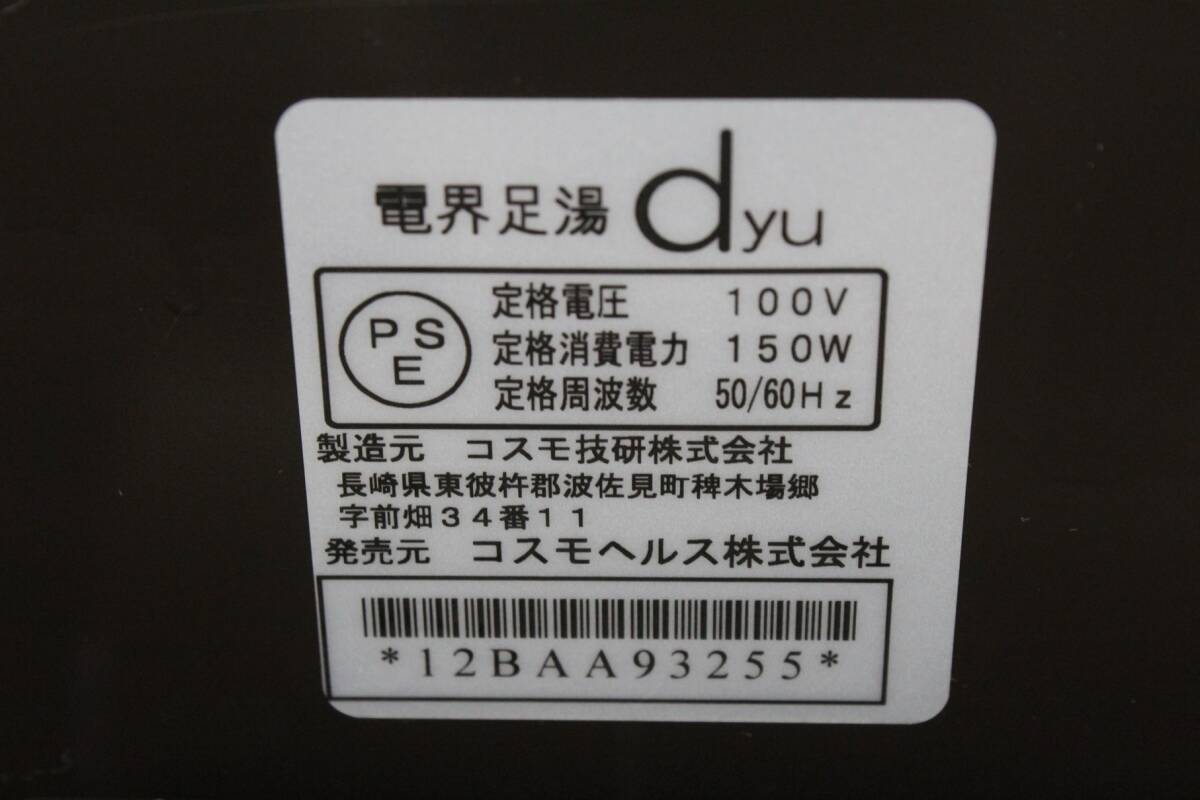 電界足湯 dyu
PSE
定格電圧 100V
定格消費電力 150W
定格周波数 50/60Hz
製造元 コスモ技研株式会社
長崎県東彼杵郡波佐見町稗木場郷
字前畑34番11
発売元 コスモヘルス株式会社
*12BAA93255*